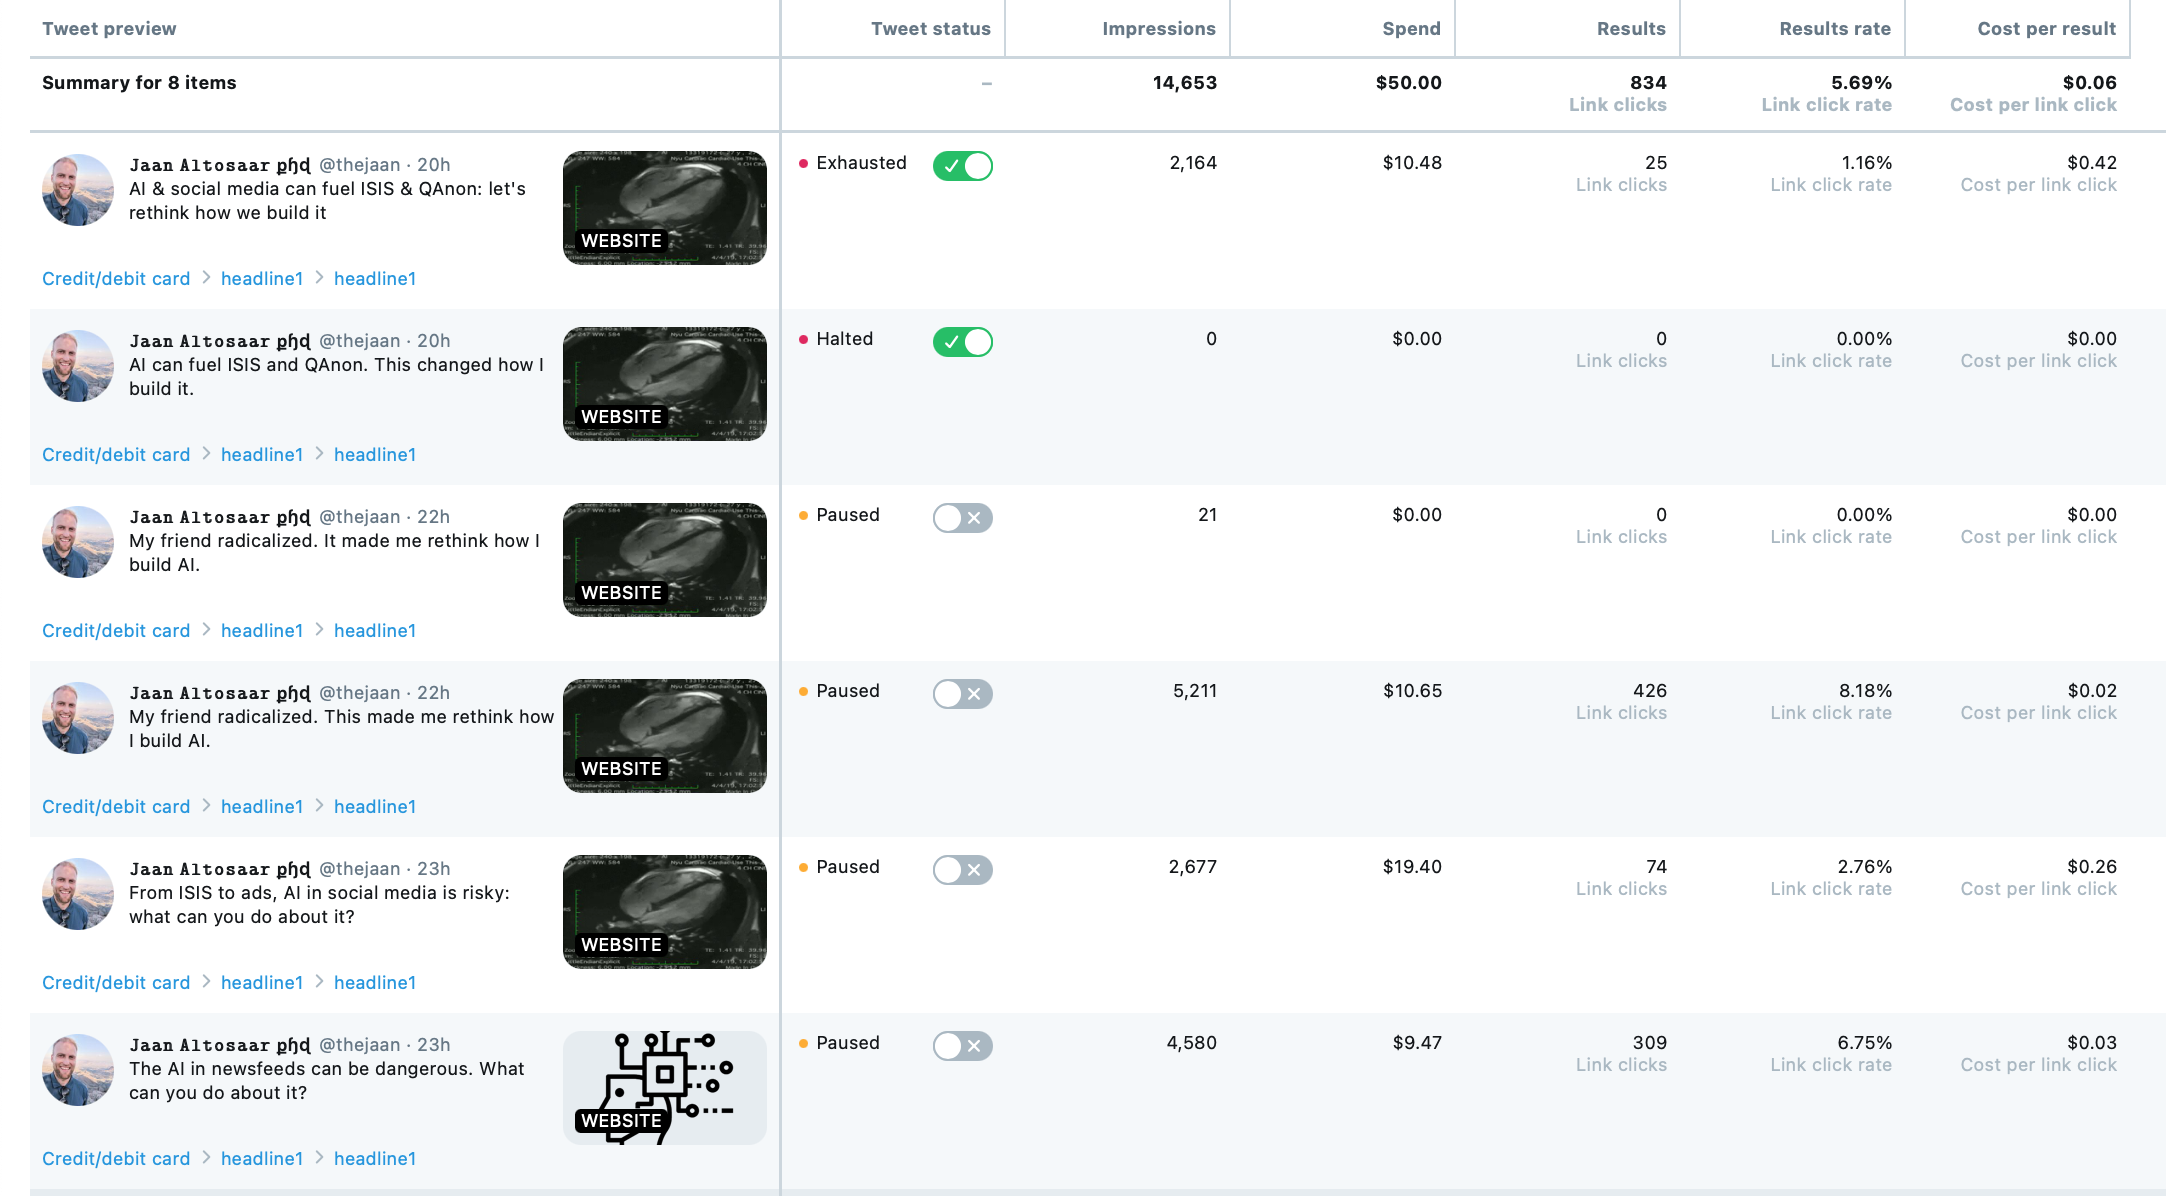 Tweet preview Tweet status Impressions Spend Results Results rate Cost per result
Summary for 8 items – 14,653 $50.00 834 5.69% $0.06
Link clicks Link click rate Cost per link click
Jaan Altosaar ꝑɧɖ @thejaan · 20h Exhausted 2,164 $10.48 25 1.16% $0.42
AI & social media can fuel ISIS & QAnon: let's Link clicks Link click rate Cost per link click
rethink how we build it
WEBSITE
Credit/debit card > headline1 > headline1
Jaan Altosaar ꝑɧɖ @thejaan · 20h Halted 0 $0.00 0 0.00% $0.00
AI can fuel ISIS and QAnon. This changed how I Link clicks Link click rate Cost per link click
build it.
WEBSITE
Credit/debit card > headline1 > headline1
Jaan Altosaar ꝑɧɖ @thejaan · 22h Paused 21 $0.00 0 0.00% $0.00
My friend radicalized. It made me rethink how I Link clicks Link click rate Cost per link click
build AI.
WEBSITE
Credit/debit card > headline1 > headline1
Jaan Altosaar ꝑɧɖ @thejaan · 22h Paused 5,211 $10.65 426 8.18% $0.02
My friend radicalized. This made me rethink how Link clicks Link click rate Cost per link click
I build AI.
WEBSITE
Credit/debit card > headline1 > headline1
Jaan Altosaar ꝑɧɖ @thejaan · 23h Paused 2,677 $19.40 74 2.76% $0.26
From ISIS to ads, AI in social media is risky: Link clicks Link click rate Cost per link click
what can you do about it?
WEBSITE
Credit/debit card > headline1 > headline1
Jaan Altosaar ꝑɧɖ @thejaan · 23h Paused 4,580 $9.47 309 6.75% $0.03
The AI in newsfeeds can be dangerous. What Link clicks Link click rate Cost per link click
can you do about it?
WEBSITE
Credit/debit card > headline1 > headline1